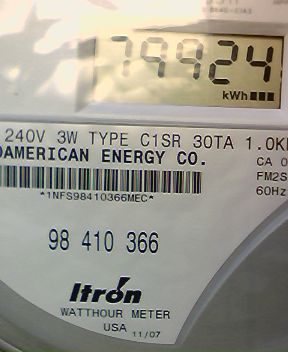 79924
kWh
240V 3W TYPE C1SR 30TA 1.0K
AMERICAN ENERGY CO.
CA 0
FM2S
60Hz
*1NFS98410366MEC*
98 410 366
Itron
WATTHOUR METER
USA 11/07